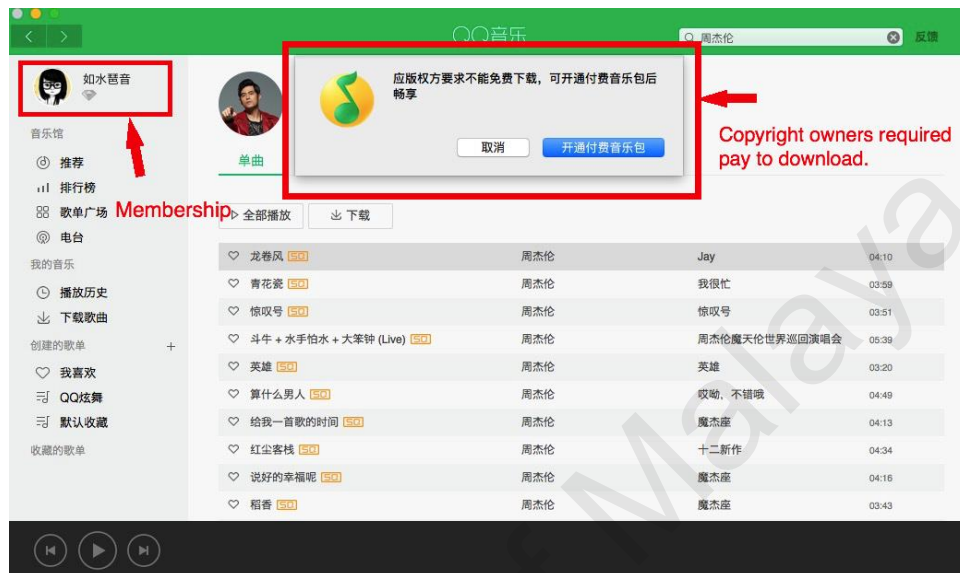 QQ音乐
周杰伦
反馈
如水琶音
应版权方要求不能免费下载，可开通付费音乐包后
畅享
取消
开通付费音乐包
Copyright owners required
pay to download.
Membership
音乐馆
推荐
排行榜
歌单广场
电台
我的音乐
播放历史
下载歌曲
创建的歌单 +
我喜欢
QQ炫舞
默认收藏
收藏的歌单
单曲
全部播放 下载
龙卷风 SQ 周杰伦 Jay 04:10
青花瓷 SQ 周杰伦 我很忙 03:59
惊叹号 SQ 周杰伦 惊叹号 03:51
斗牛 + 水手怕水 + 大笨钟 (Live) SQ 周杰伦 周杰伦魔天伦世界巡回演唱会 05:39
英雄 SQ 周杰伦 英雄 03:20
算什么男人 SQ 周杰伦 哎呦，不错哦 04:49
给我一首歌的时间 SQ 周杰伦 魔杰座 04:13
红尘客栈 SQ 周杰伦 十二新作 04:34
说好的幸福呢 SQ 周杰伦 魔杰座 04:16
稻香 SQ 周杰伦 魔杰座 03:43
of Malaya